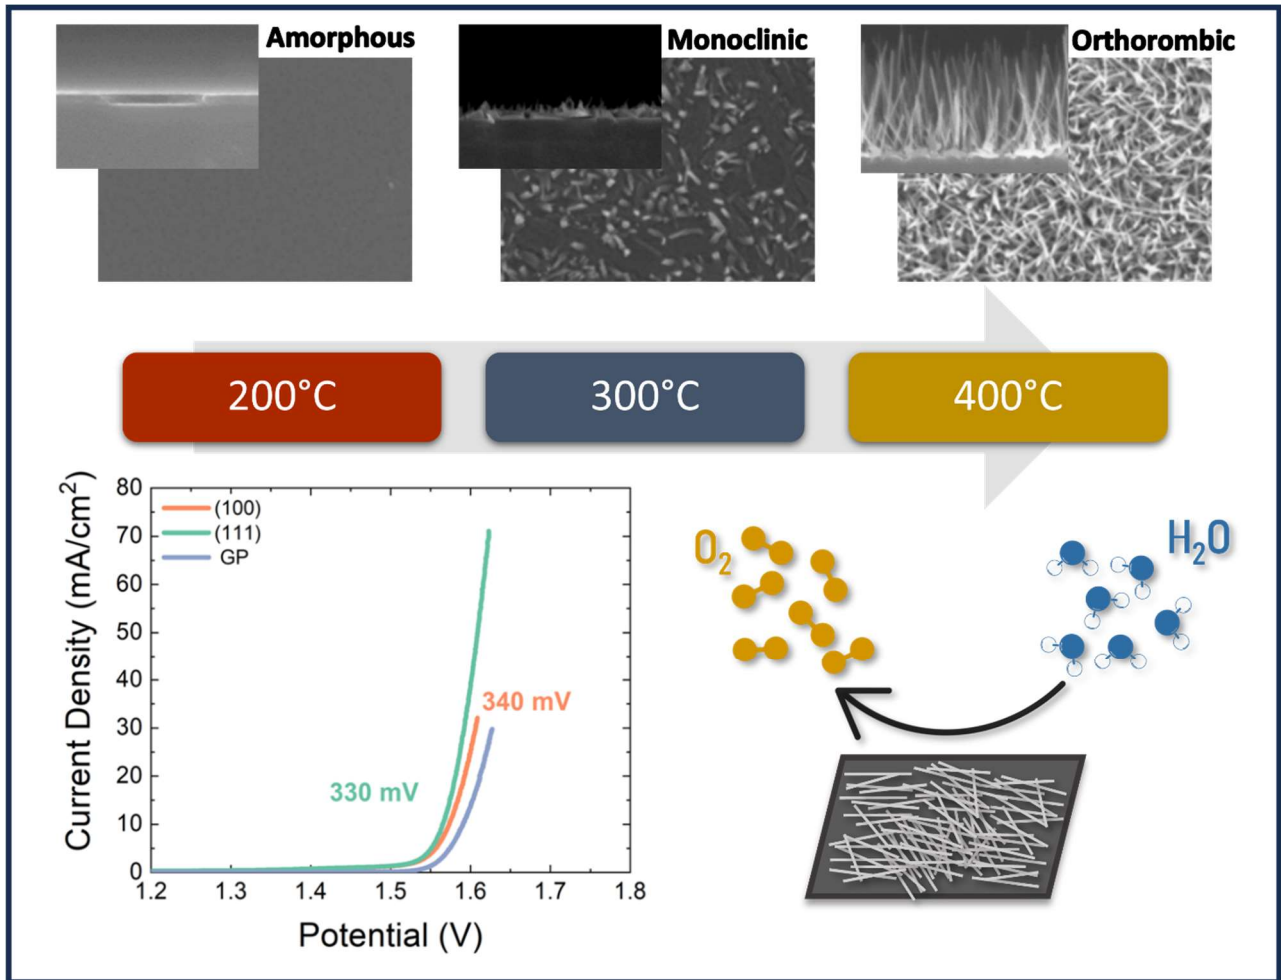 Amorphous
Monoclinic
Orthorombic
200°C
300°C
400°C
Current Density (mA/cm²)
80
70
60
50
40
30
20
10
0
(100)
(111)
GP
340 mV
330 mV
1.2
1.3
1.4
1.5
1.6
1.7
1.8
Potential (V)
O₂
H₂O